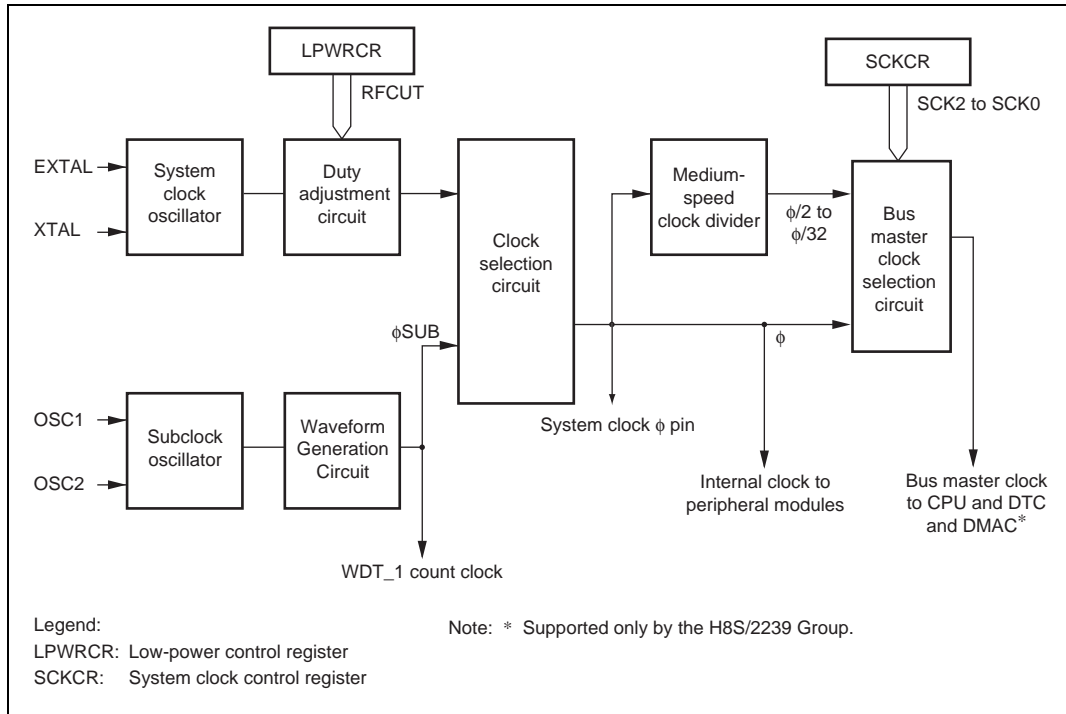 LPWRCR
RFCUT
SCKCR
SCK2 to SCK0
EXTAL
XTAL
System
clock
oscillator
Duty
adjustment
circuit
Clock
selection
circuit
Medium-
speed
clock divider
ϕ/2 to
ϕ/32
Bus
master
clock
selection
circuit
ϕSUB
ϕ
OSC1
OSC2
Subclock
oscillator
Waveform
Generation
Circuit
System clock ϕ pin
Internal clock to
peripheral modules
Bus master clock
to CPU and DTC
and DMAC*
WDT_1 count clock
Legend:
LPWRCR: Low-power control register
SCKCR: System clock control register
Note: * Supported only by the H8S/2239 Group.